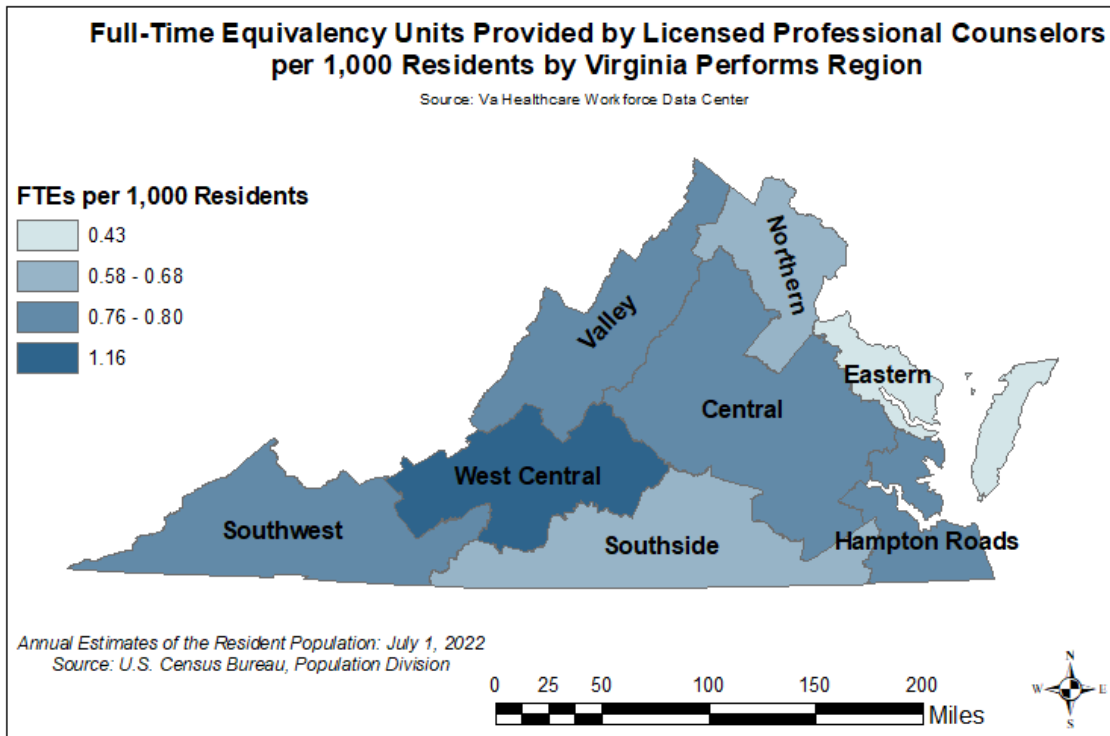 Full-Time Equivalency Units Provided by Licensed Professional Counselors
per 1,000 Residents by Virginia Performs Region
Source: Va Healthcare Workforce Data Center
FTEs per 1,000 Residents
0.43
0.58 - 0.68
0.76 - 0.80
1.16
Northern
Valley
Eastern
Central
West Central
Southwest
Southside
Hampton Roads
Annual Estimates of the Resident Population: July 1, 2022
Source: U.S. Census Bureau, Population Division
0 25 50 100 150 200
Miles
N
W E
S